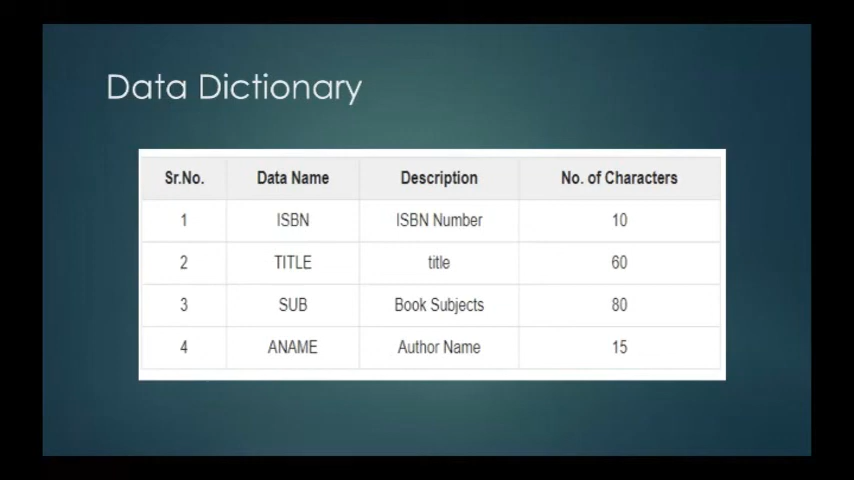 Data Dictionary
Sr.No. Data Name Description No. of Characters
1 ISBN ISBN Number 10
2 TITLE title 60
3 SUB Book Subjects 80
4 ANAME Author Name 15